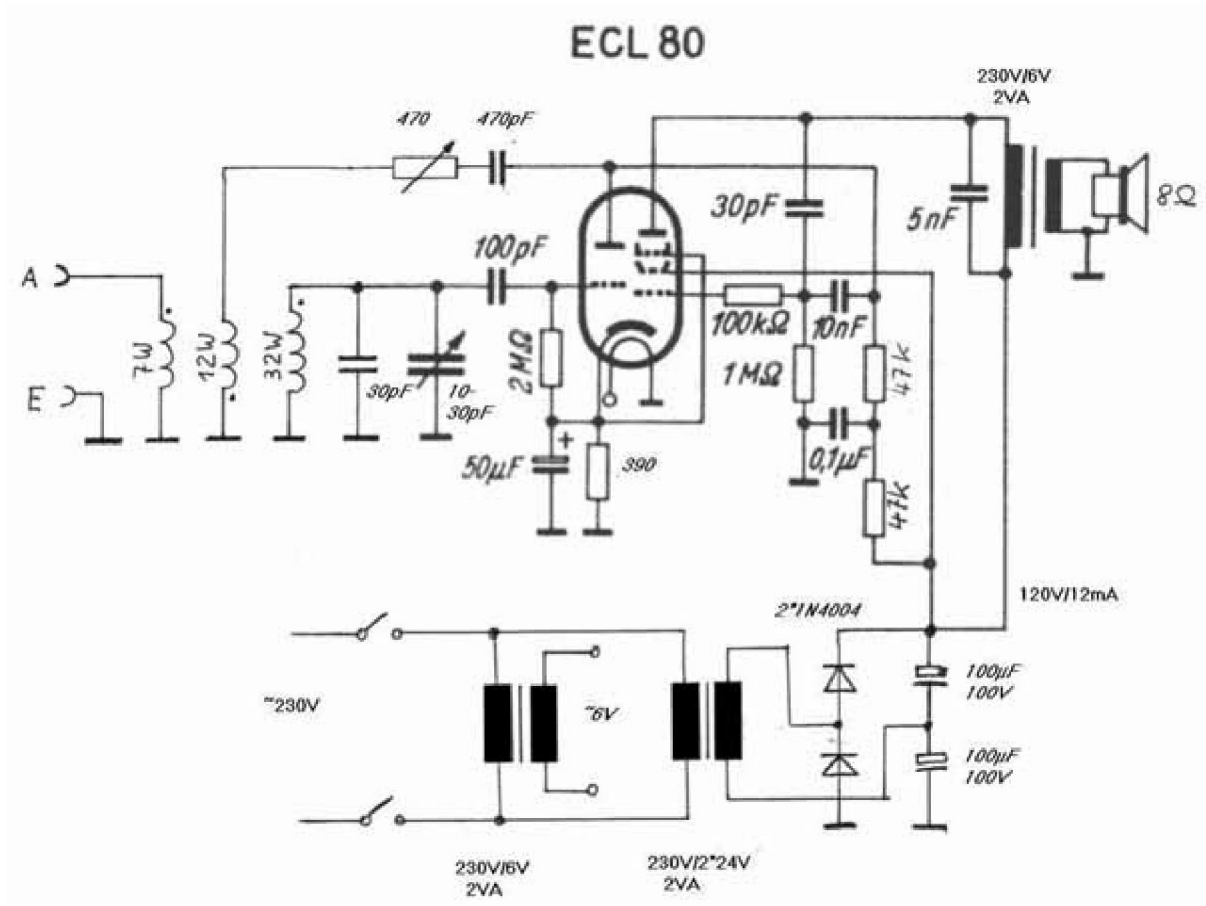 ECL 80
230V/6V
2VA
470
470pF
30pF
5nF
8Ω
100pF
A
E
7W
12W
32W
30pF
10-
30pF
2MΩ
100kΩ
10nF
1MΩ
47k
0,1µF
+
50µF
390
47k
120V/12mA
2*1N4004
~230V
~6V
100µF
100V
100µF
100V
230V/6V
2VA
230V/2*24V
2VA